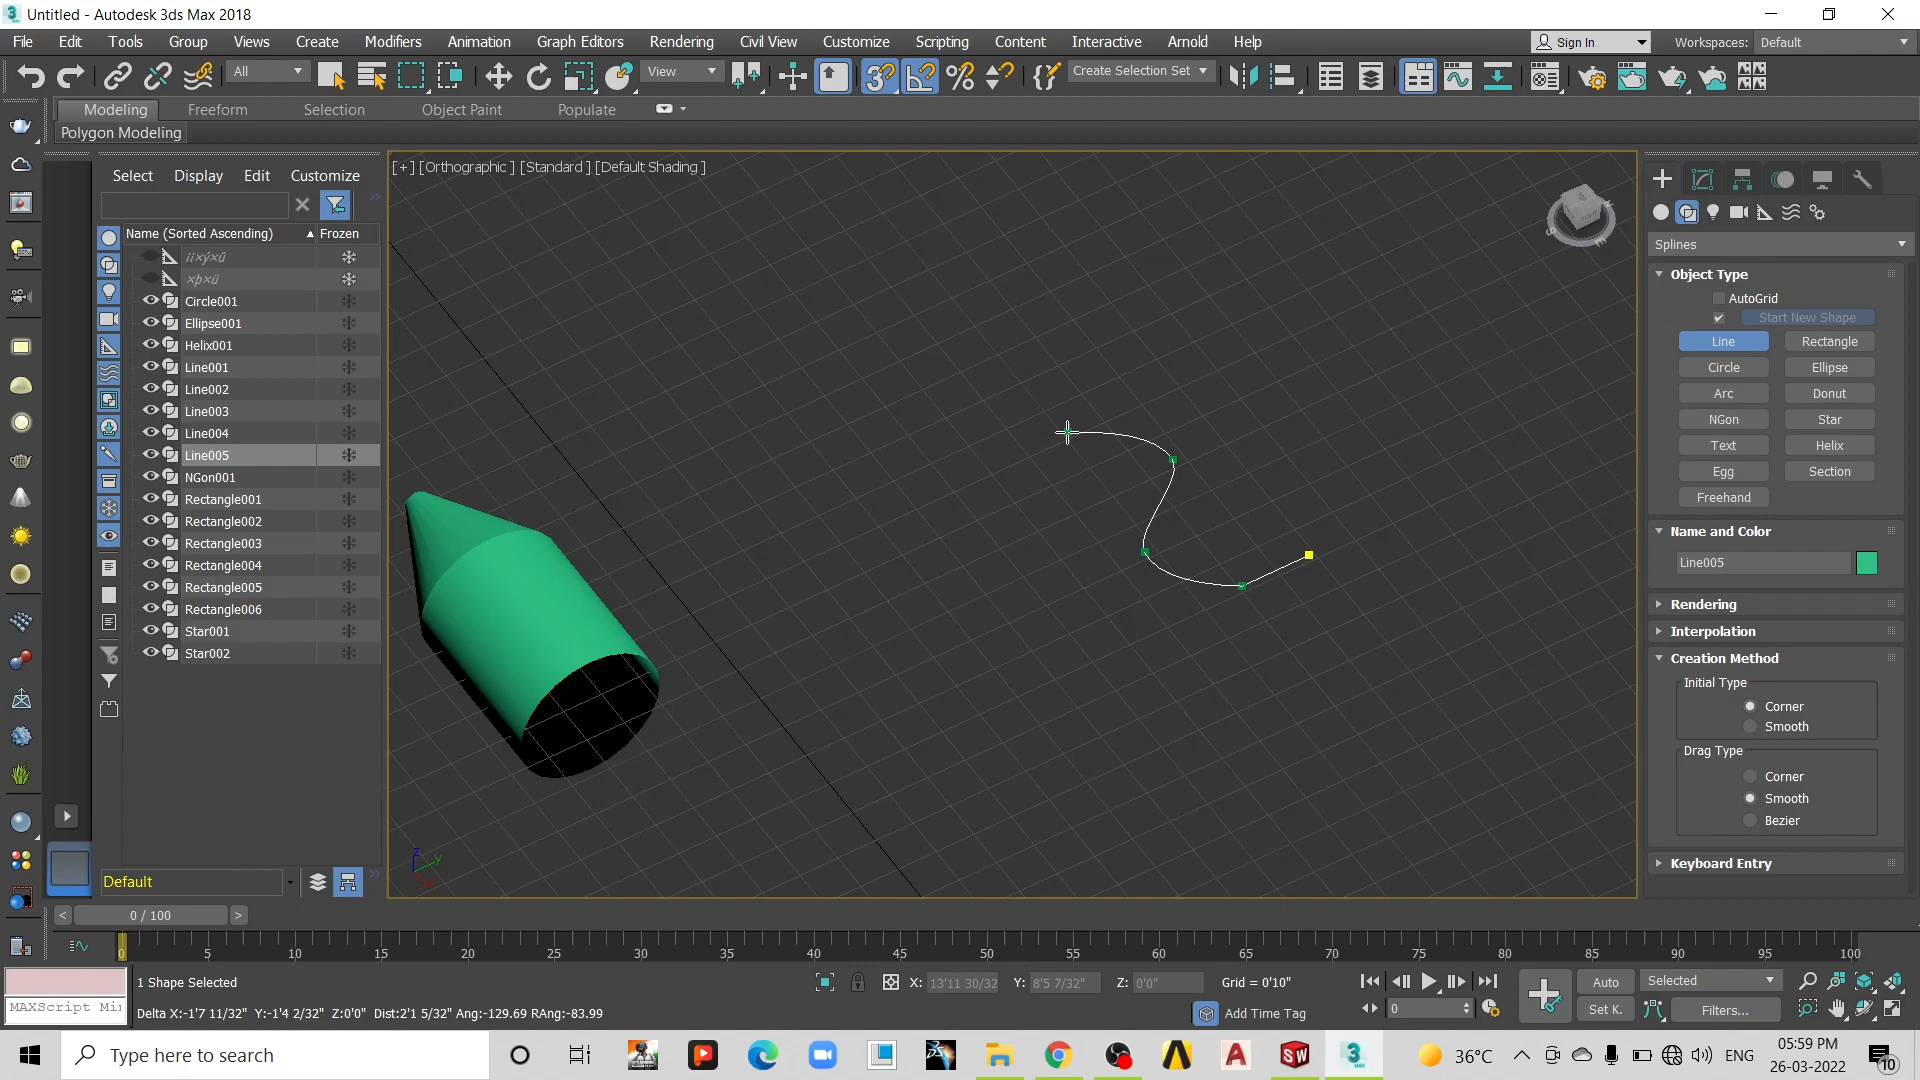 Untitled - Autodesk 3ds Max 2018
File Edit Tools Group Views Create Modifiers Animation Graph Editors Rendering Civil View Customize Scripting Content Interactive Arnold Help Sign In Workspaces: Default
All View Create Selection Set
Modeling Freeform Selection Object Paint Populate
Polygon Modeling
[+] [Orthographic ] [Standard ] [Default Shading ]
Select Display Edit Customize
Name (Sorted Ascending) Frozen
¡¡×ý×û
×þ×ü
Circle001
Ellipse001
Helix001
Line001
Line002
Line003
Line004
Line005
NGon001
Rectangle001
Rectangle002
Rectangle003
Rectangle004
Rectangle005
Rectangle006
Star001
Star002
Default
Splines
Object Type
AutoGrid
Start New Shape
Line Rectangle
Circle Ellipse
Arc Donut
NGon Star
Text Helix
Egg Section
Freehand
Name and Color
Line005
Rendering
Interpolation
Creation Method
Initial Type
Corner
Smooth
Drag Type
Corner
Smooth
Bezier
Keyboard Entry
z y
< 0 / 100 >
0 5 10 15 20 25 30 35 40 45 50 55 60 65 70 75 80 85 90 95 100
1 Shape Selected X: 13'11 30/32 Y: 8'5 7/32" Z: 0'0" Grid = 0'10" Auto Selected
MAXScript Mi Delta X:-1'7 11/32" Y:-1'4 2/32" Z:0'0" Dist:2'1 5/32" Ang:-129.69 RAng:-83.99 Add Time Tag 0 Set K. Filters...
Type here to search 36°C ENG 05:59 PM
26-03-2022
10